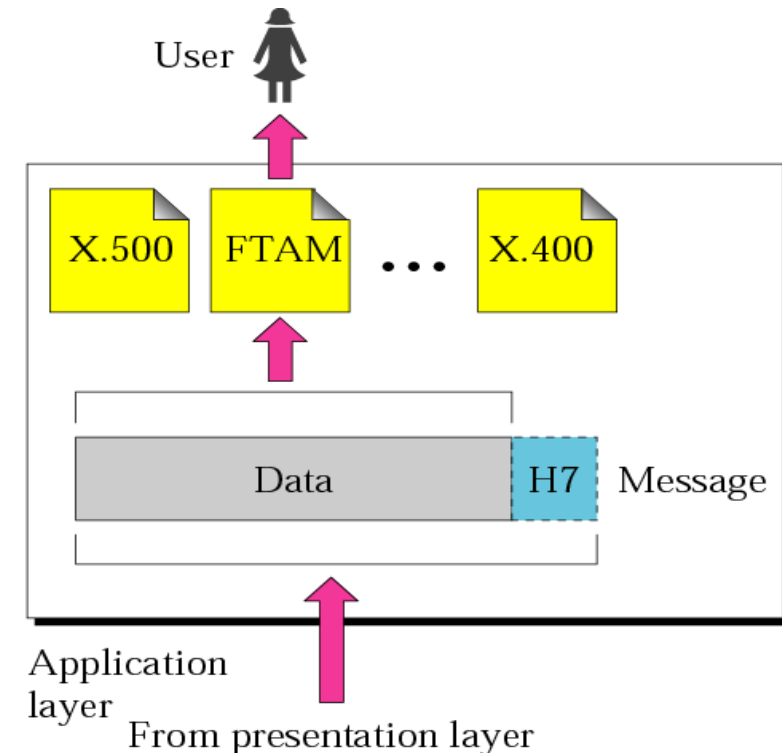 User
X.500 FTAM ... X.400
Data H7 Message
Application
layer
From presentation layer